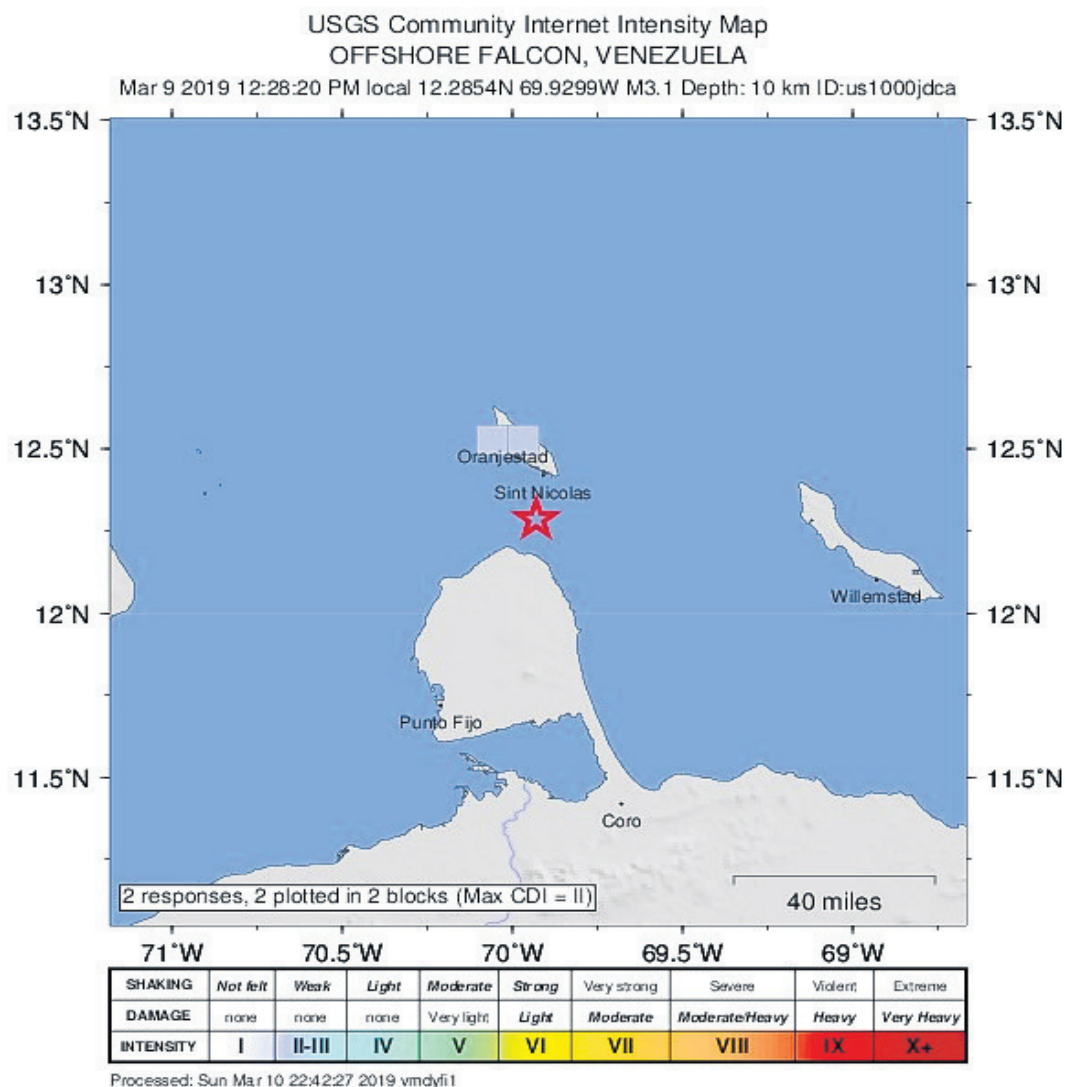 USGS Community Internet Intensity Map
OFFSHORE FALCON, VENEZUELA
Mar 9 2019 12:28:20 PM local 12.2854N 69.9299W M3.1 Depth: 10 km ID:us1000jdca
13.5˚N 13.5˚N
13˚N 13˚N
12.5˚N 12.5˚N
Oranjestad
Sint Nicolas
Willemstad
12˚N 12˚N
Punto Fijo
11.5˚N 11.5˚N
Coro
2 responses, 2 plotted in 2 blocks (Max CDI = II)
40 miles
71˚W 70.5˚W 70˚W 69.5˚W 69˚W
SHAKING Not felt Weak Light Moderate Strong Very strong Severe Violent Extreme
DAMAGE none none none Very light Light Moderate Moderate/Heavy Heavy Very Heavy
INTENSITY I II-III IV V VI VII VIII IX X+
Processed: Sun Mar 10 22:42:27 2019 vmdyfi1